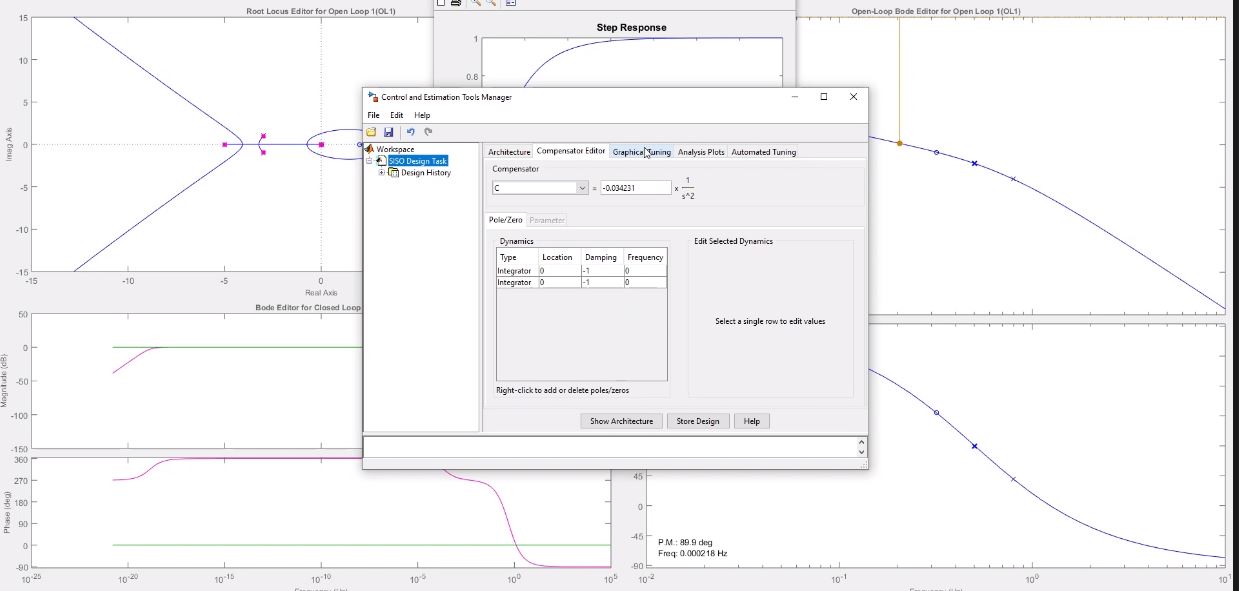 Root Locus Editor for Open Loop 1(OL1)
15
10
5
0
-5
-10
-15
-15
-10
-5
0
Imag Axis
Real Axis
Step Response
1
0.8
Open-Loop Bode Editor for Open Loop 1(OL1)
Control and Estimation Tools Manager
File Edit Help
Workspace
SISO Design Task
Design History
Architecture Compensator Editor Graphical Tuning Analysis Plots Automated Tuning
Compensator
C = -0.034231 x 1
s^2
Pole/Zero Parameter
Dynamics
Type Location Damping Frequency
Integrator 0 -1 0
Integrator 0 -1 0
Right-click to add or delete poles/zeros
Edit Selected Dynamics
Select a single row to edit values
Show Architecture Store Design Help
Bode Editor for Closed Loop
50
0
-50
-100
-150
Magnitude (dB)
360
270
180
90
0
-90
Phase (deg)
10^-25 10^-20 10^-15 10^-10 10^-5 10^0 10^5
45
0
-45
-90
P.M.: 89.9 deg
Freq: 0.000218 Hz
10^-2 10^-1 10^0 10^1